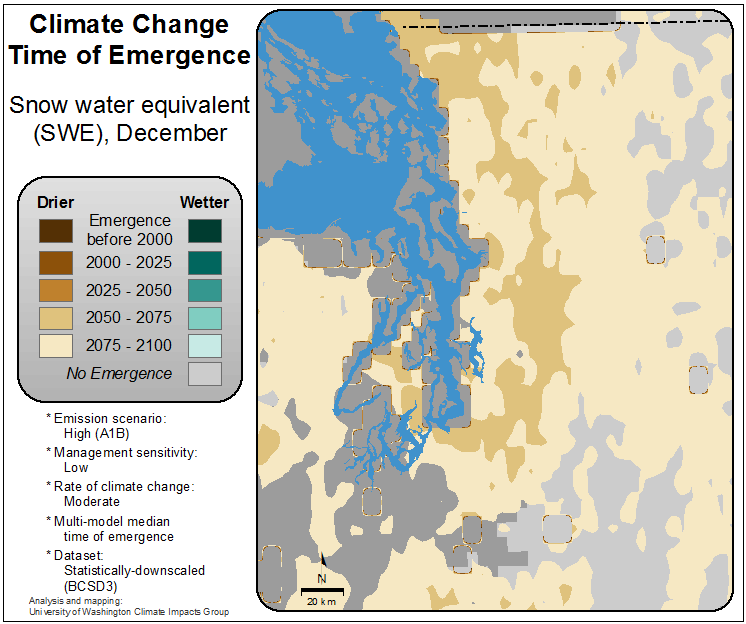 Climate Change
Time of Emergence
Snow water equivalent
(SWE), December
Drier Wetter
Emergence
before 2000
2000 - 2025
2025 - 2050
2050 - 2075
2075 - 2100
No Emergence
* Emission scenario:
High (A1B)
* Management sensitivity:
Low
* Rate of climate change:
Moderate
* Multi-model median
time of emergence
* Dataset:
Statistically-downscaled
(BCSD3)
Analysis and mapping:
University of Washington Climate Impacts Group
N
20 km